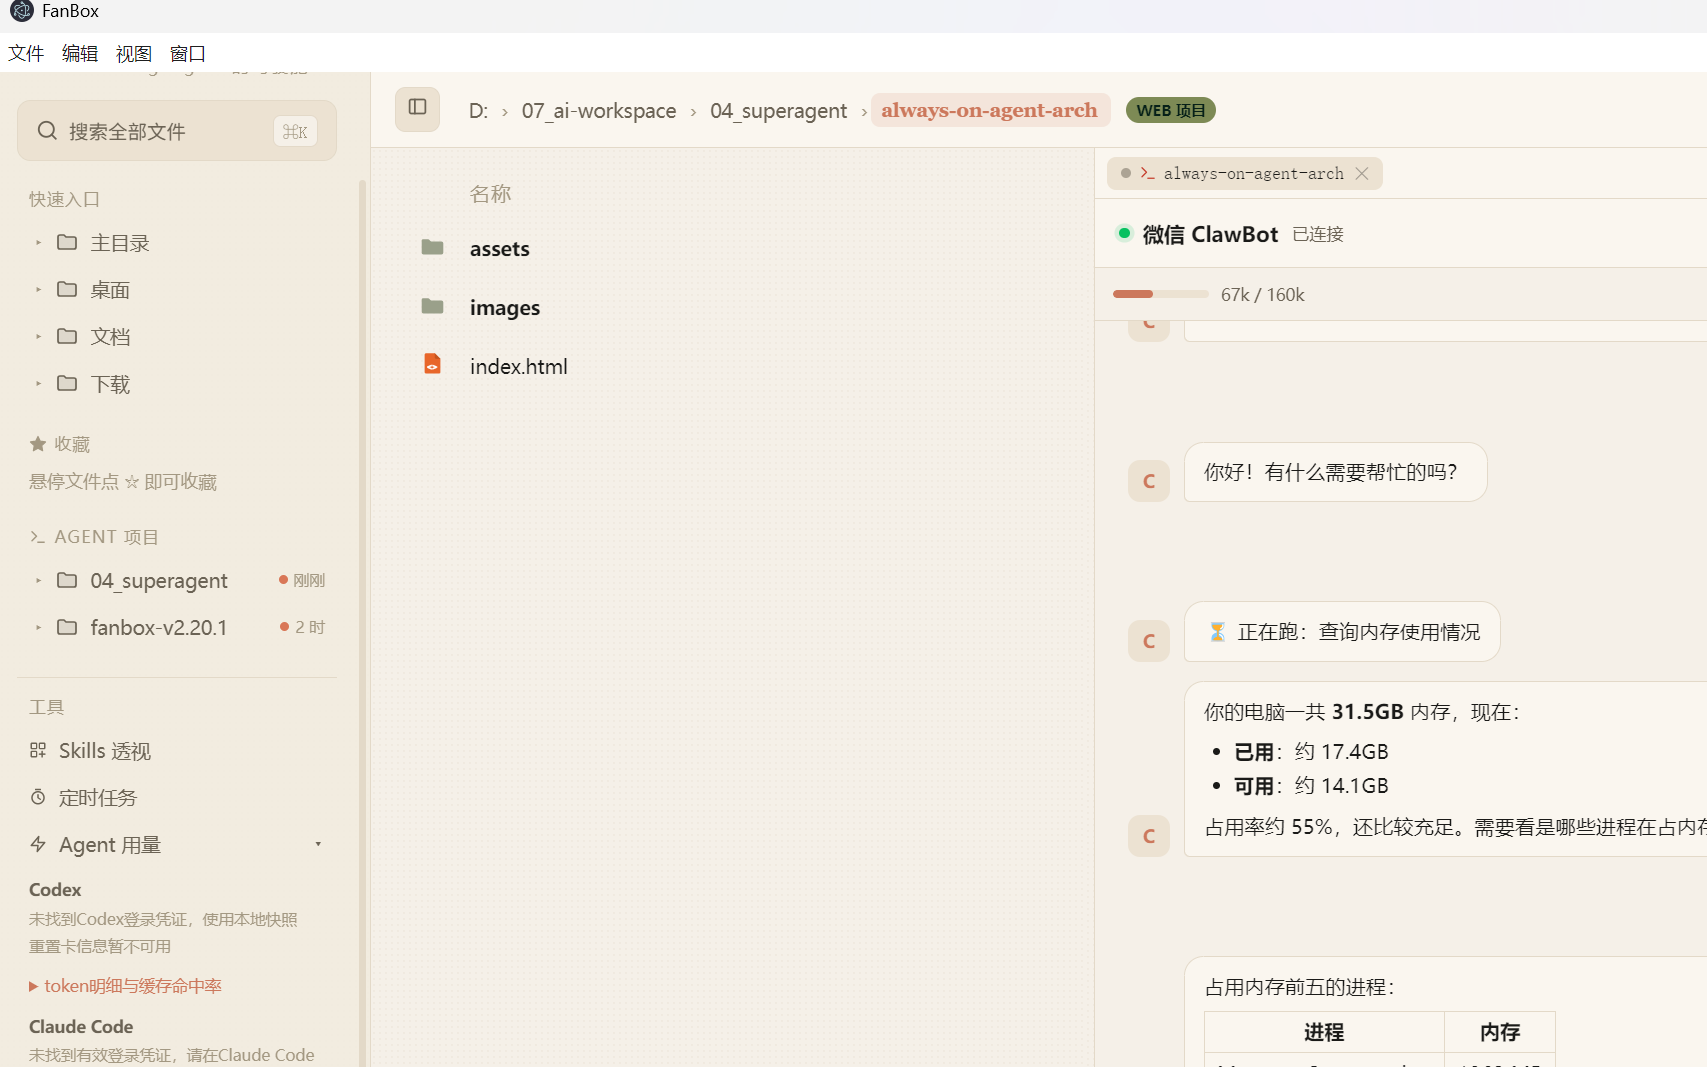 FanBox
文件 编辑 视图 窗口
搜索全部文件 ⌘K
快速入口
主目录
桌面
文档
下载
收藏
悬停文件点 ☆ 即可收藏
AGENT 项目
04_superagent 刚刚
fanbox-v2.20.1 2 时
工具
Skills 透视
定时任务
Agent 用量
Codex
未找到Codex登录凭证，使用本地快照
重置卡信息暂不可用
token明细与缓存命中率
Claude Code
未找到有效登录凭证，请在Claude Code
D: › 07_ai-workspace › 04_superagent › always-on-agent-arch WEB 项目
名称
assets
images
index.html
always-on-agent-arch
微信 ClawBot 已连接
67k / 160k
C
C
你好！有什么需要帮忙的吗？
C
⏳ 正在跑：查询内存使用情况
你的电脑一共 31.5GB 内存，现在：
• 已用：约 17.4GB
• 可用：约 14.1GB
占用率约 55%，还比较充足。需要看是哪些进程在占内存
C
占用内存前五的进程：
进程 内存